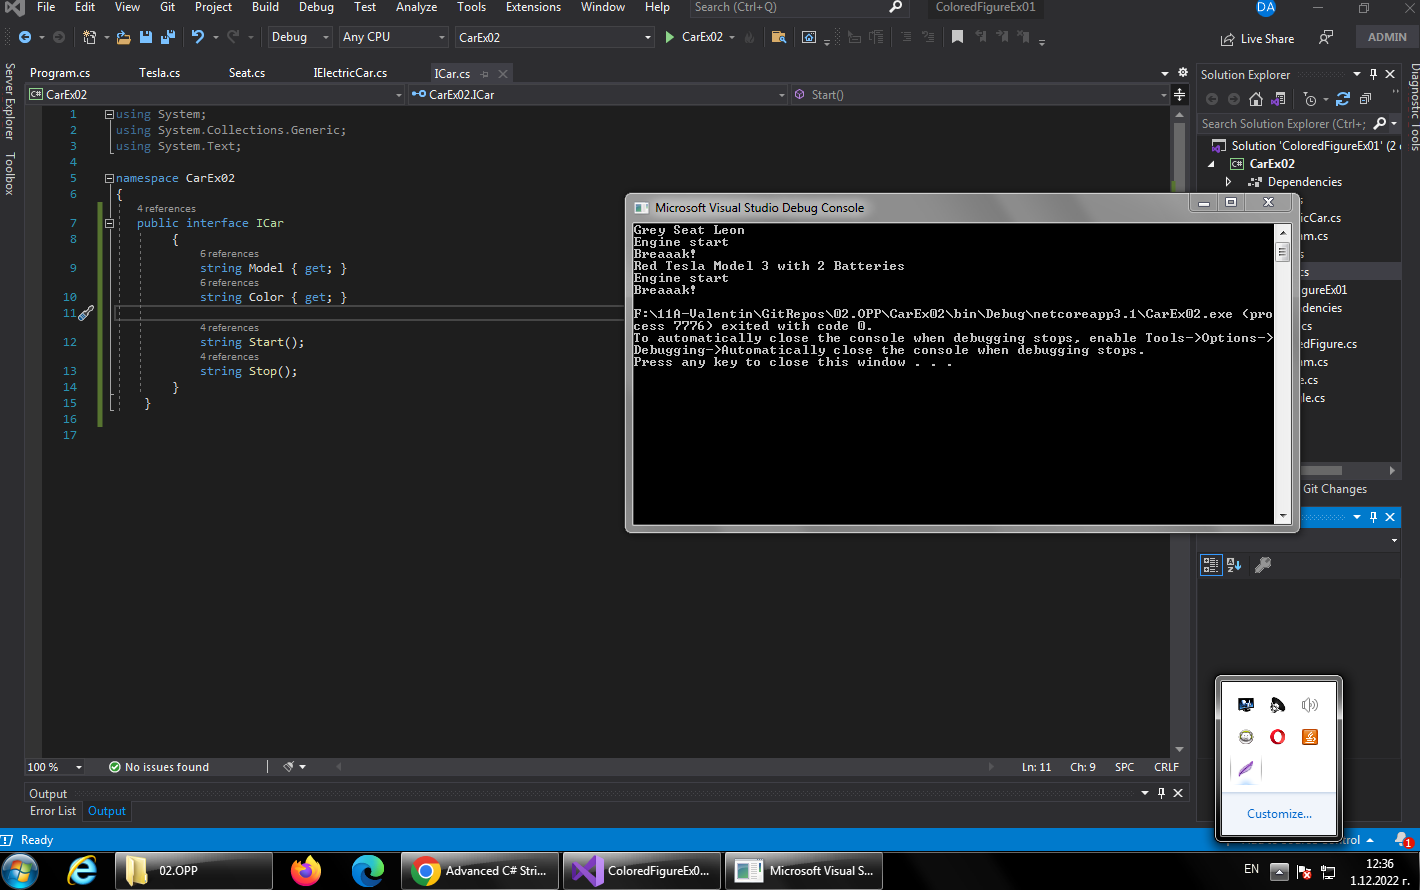 File Edit View Git Project Build Debug Test Analyze Tools Extensions Window Help Search (Ctrl+Q) ColoredFigureEx01 DA
Debug Any CPU CarEx02 CarEx02 Live Share ADMIN
Program.cs Tesla.cs Seat.cs IElectricCar.cs ICar.cs
CarEx02 CarEx02.ICar Start()
Server Explorer
Toolbox
1 using System;
2 using System.Collections.Generic;
3 using System.Text;
4
5 namespace CarEx02
6 {
4 references
7 public interface ICar
8 {
6 references
9 string Model { get; }
6 references
10 string Color { get; }
11
4 references
12 string Start();
4 references
13 string Stop();
14 }
15 }
16
17
Microsoft Visual Studio Debug Console
Grey Seat Leon
Engine start
Breaaak!
Red Tesla Model 3 with 2 Batteries
Engine start
Breaaak!
F:\11A-Valentin\GitRepos\02.OPP\CarEx02\bin\Debug\netcoreapp3.1\CarEx02.exe (pro
cess 7776) exited with code 0.
To automatically close the console when debugging stops, enable Tools->Options->
Debugging->Automatically close the console when debugging stops.
Press any key to close this window . . .
Solution Explorer
Search Solution Explorer (Ctrl+;
Solution 'ColoredFigureEx01' (2
CarEx02
Dependencies
icCar.cs
m.cs
cs
gureEx01
ndencies
edFigure.cs
m.cs
e.cs
le.cs
Git Changes
Diagnostic Tools
100 % No issues found Ln: 11 Ch: 9 SPC CRLF
Output
Error List Output
Customize...
Ready
1
02.OPP Advanced C# Stri... ColoredFigureEx0... Microsoft Visual S... EN 12:36
1.12.2022 г.